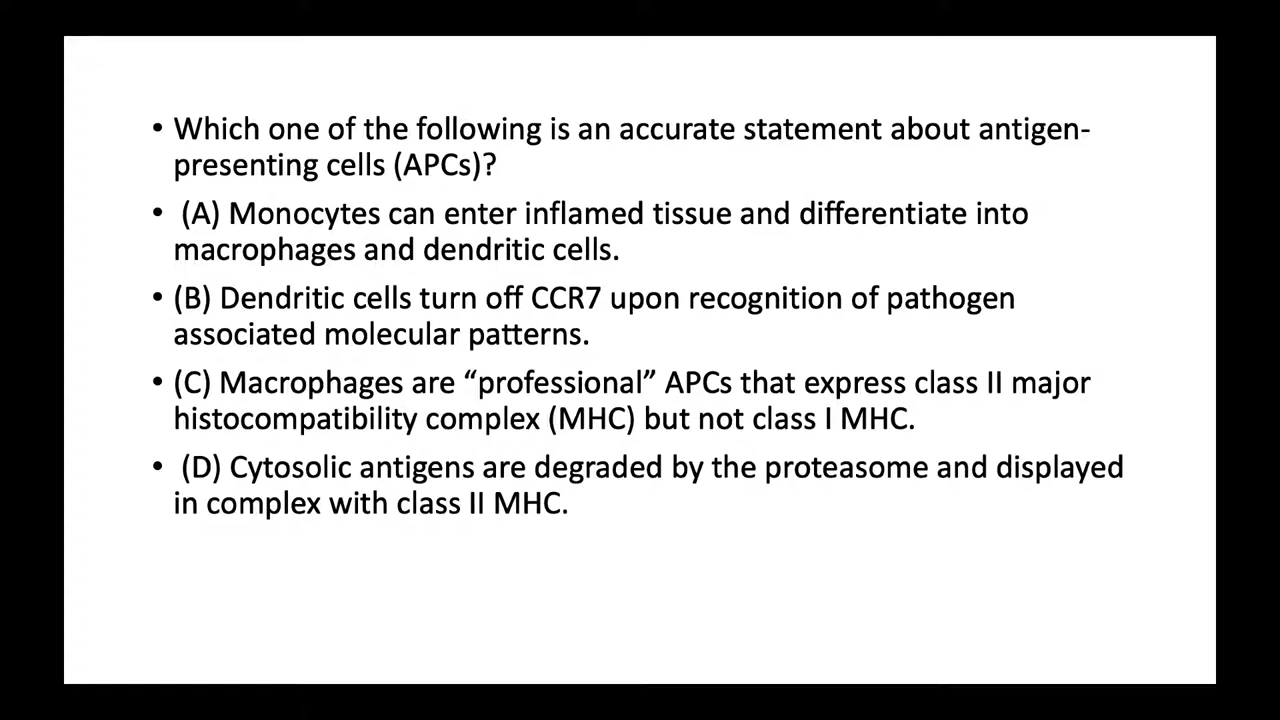 • Which one of the following is an accurate statement about antigen-
presenting cells (APCs)?
• (A) Monocytes can enter inflamed tissue and differentiate into
macrophages and dendritic cells.
• (B) Dendritic cells turn off CCR7 upon recognition of pathogen
associated molecular patterns.
• (C) Macrophages are “professional” APCs that express class II major
histocompatibility complex (MHC) but not class I MHC.
• (D) Cytosolic antigens are degraded by the proteasome and displayed
in complex with class II MHC.